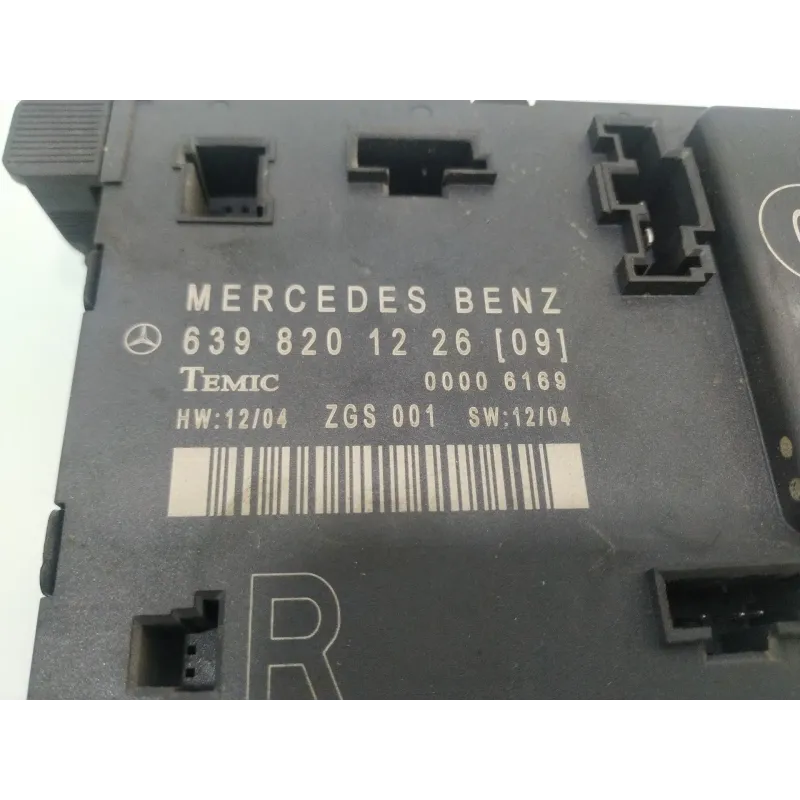 MERCEDES BENZ
639 820 12 26 [09]
TEMIC 0000 6169
HW:12/04 ZGS 001 SW:12/04
R